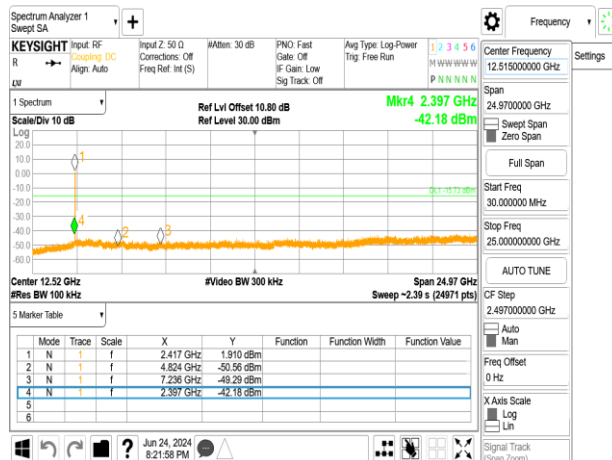 Spectrum Analyzer 1
Swept SA
Frequency
Settings
KEYSIGHT
R
LXI
Input: RF
Coupling: DC
Align: Auto
Input Z: 50 Ω
Corrections: Off
Freq Ref: Int (S)
#Atten: 30 dB
PNO: Fast
Gate: Off
IF Gain: Low
Sig Track: Off
Avg Type: Log-Power
Trig: Free Run
1 2 3 4 5 6
M W W W W W
P N N N N N
1 Spectrum
Scale/Div 10 dB
Ref Lvl Offset 10.80 dB
Ref Level 30.00 dBm
Mkr4 2.397 GHz
-42.18 dBm
Log
20.0
10.0
0.00
-10.0
-20.0
-30.0
-40.0
-50.0
-60.0
1
2
3
4
DL1 -15.73 dBm
Center 12.52 GHz
#Res BW 100 kHz
#Video BW 300 kHz
Span 24.97 GHz
Sweep ~2.39 s (24971 pts)
5 Marker Table
Mode Trace Scale X Y Function Function Width Function Value
1 N 1 f 2.417 GHz 1.910 dBm
2 N 1 f 4.824 GHz -50.56 dBm
3 N 1 f 7.236 GHz -49.29 dBm
4 N 1 f 2.397 GHz -42.18 dBm
5
6
Jun 24, 2024
8:21:58 PM
Center Frequency
12.515000000 GHz
Span
24.9700000 GHz
Swept Span
Zero Span
Full Span
Start Freq
30.000000 MHz
Stop Freq
25.000000000 GHz
AUTO TUNE
CF Step
2.497000000 GHz
Auto
Man
Freq Offset
0 Hz
X Axis Scale
Log
Lin
Signal Track
(Span Zoom)